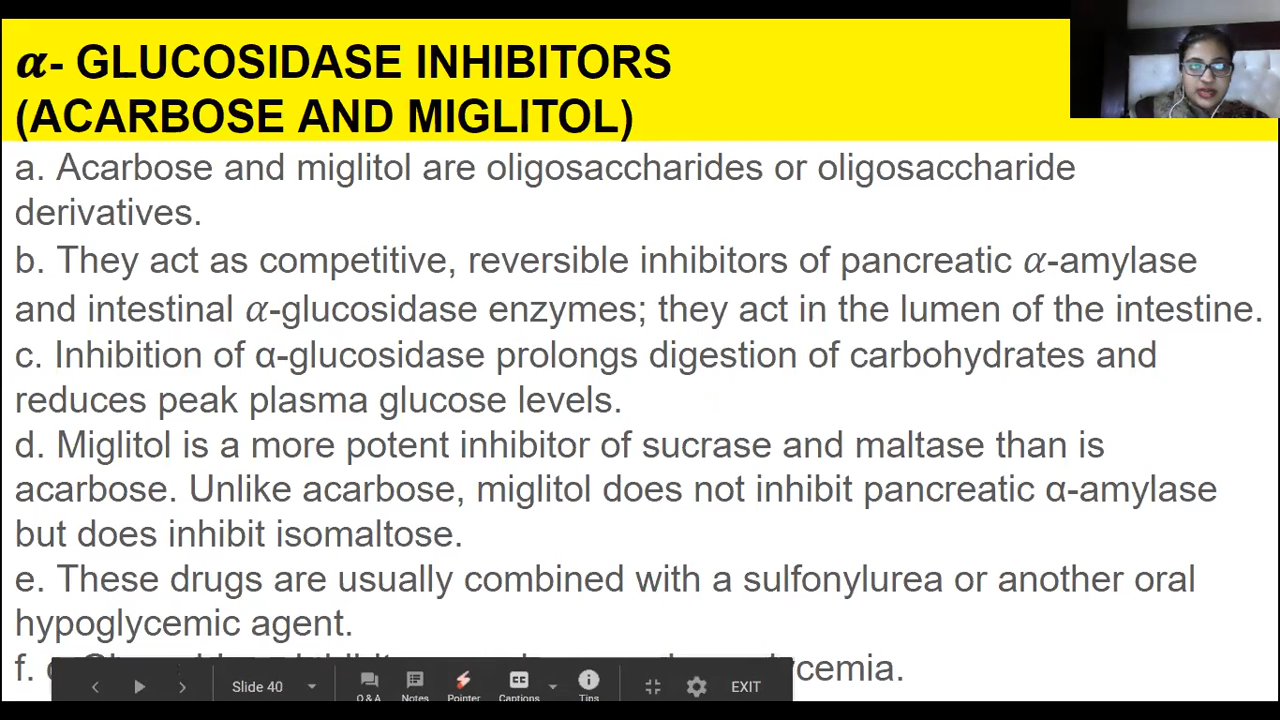 𝜶- GLUCOSIDASE INHIBITORS
(ACARBOSE AND MIGLITOL)
a. Acarbose and miglitol are oligosaccharides or oligosaccharide
derivatives.
b. They act as competitive, reversible inhibitors of pancreatic 𝛼-amylase
and intestinal 𝛼-glucosidase enzymes; they act in the lumen of the intestine.
c. Inhibition of α-glucosidase prolongs digestion of carbohydrates and
reduces peak plasma glucose levels.
d. Miglitol is a more potent inhibitor of sucrase and maltase than is
acarbose. Unlike acarbose, miglitol does not inhibit pancreatic α-amylase
but does inhibit isomaltose.
e. These drugs are usually combined with a sulfonylurea or another oral
hypoglycemic agent.
f.
Slide 40 Q & A Notes Pointer Captions Tips EXIT